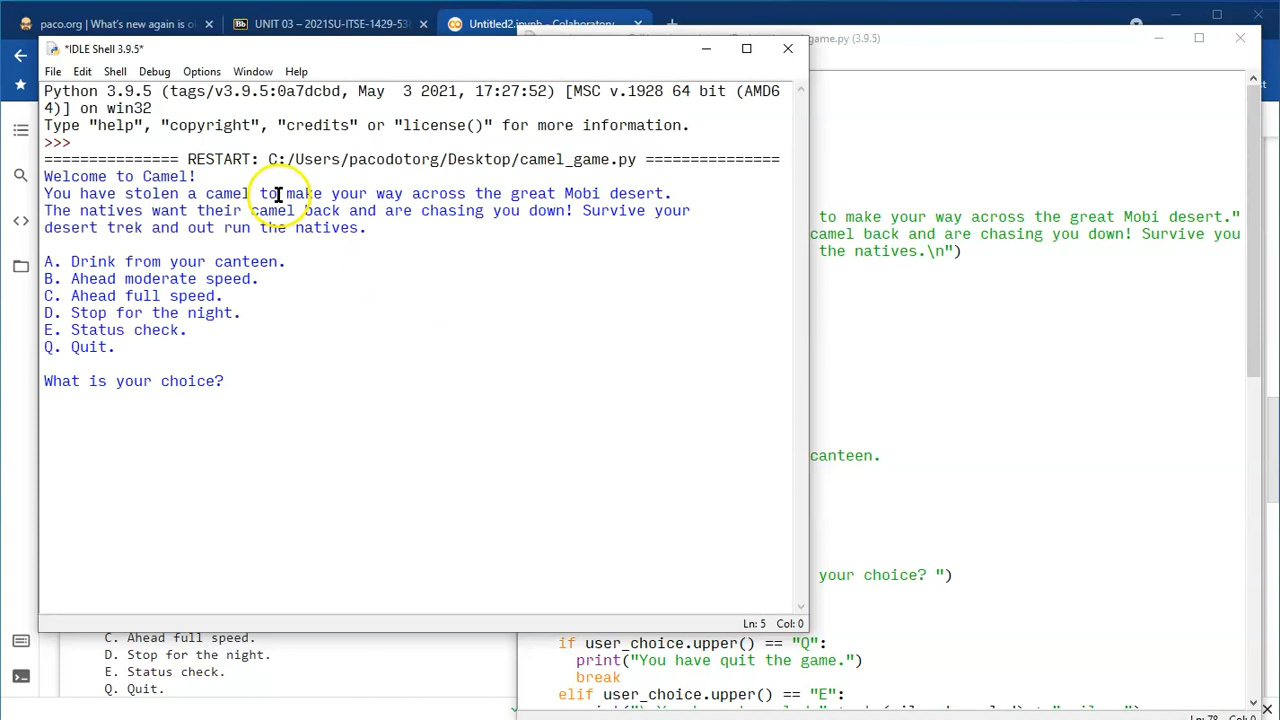 paco.org | What's new again is ol
UNIT 03 – 2021SU-ITSE-1429-53
Untitled2.ipynb - Colaboratory
*IDLE Shell 3.9.5*
game.py (3.9.5)
File Edit Shell Debug Options Window Help
Python 3.9.5 (tags/v3.9.5:0a7dcbd, May  3 2021, 17:27:52) [MSC v.1928 64 bit (AMD6
4)] on win32
Type "help", "copyright", "credits" or "license()" for more information.
>>>
=============== RESTART: C:/Users/pacodotorg/Desktop/camel_game.py ===============
Welcome to Camel!
You have stolen a camel to make your way across the great Mobi desert.
The natives want their camel back and are chasing you down! Survive your
desert trek and out run the natives.
A. Drink from your canteen.
B. Ahead moderate speed.
C. Ahead full speed.
D. Stop for the night.
E. Status check.
Q. Quit.
What is your choice?
Ln: 5 Col: 0
to make your way across the great Mobi desert."
camel back and are chasing you down! Survive you
the natives.\n")
canteen.
your choice? ")
if user_choice.upper() == "Q":
print("You have quit the game.")
break
elif user_choice.upper() == "E":
C. Ahead full speed.
D. Stop for the night.
E. Status check.
Q. Quit.